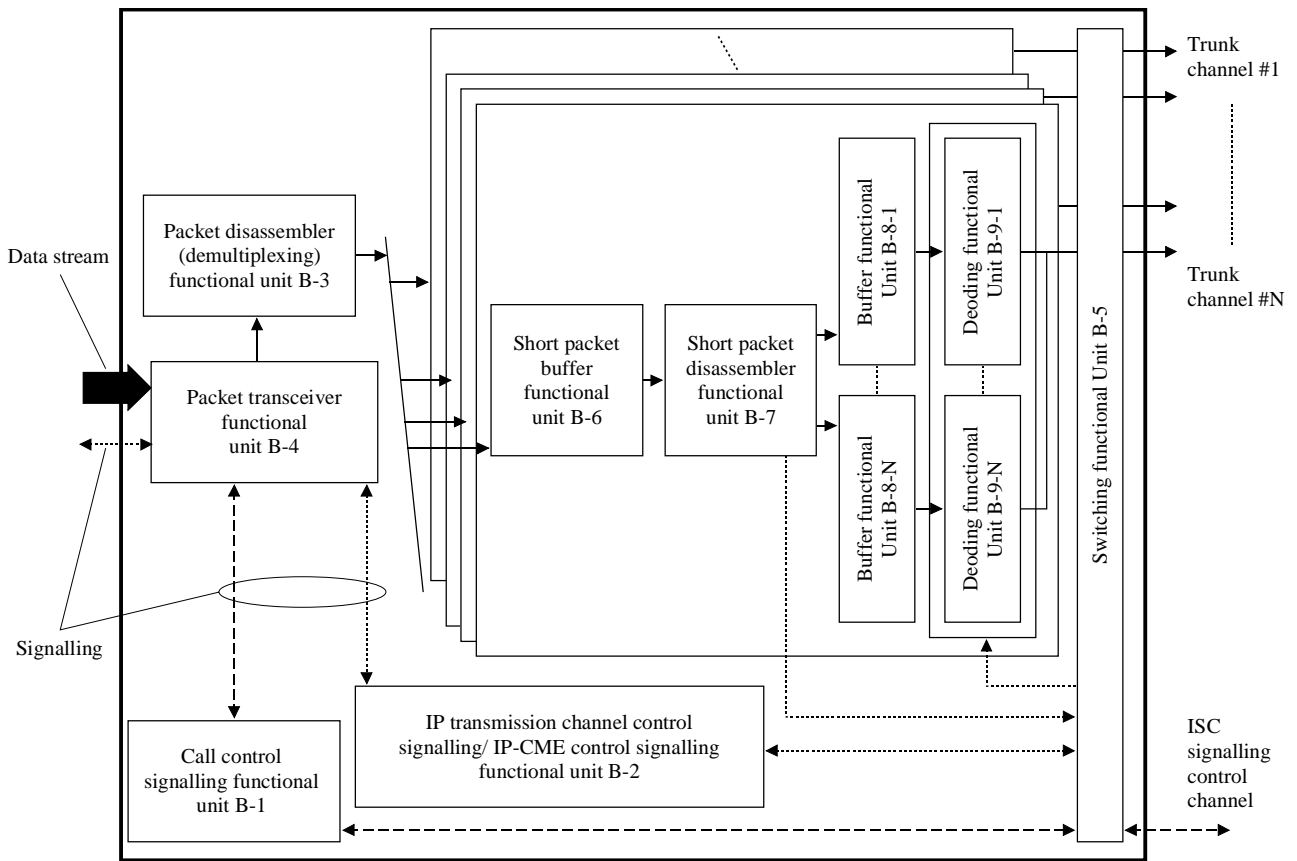 Trunk
channel #1
Trunk
channel #N
Data stream
Packet disassembler
(demultiplexing)
functional unit B-3
Packet transceiver
functional
unit B-4
Short packet
buffer
functional
unit B-6
Short packet
disassembler
functional
unit B-7
Buffer functional
Unit B-8-1
Deoding functional
Unit B-9-1
Buffer functional
Unit B-8-N
Deoding functional
Unit B-9-N
Switching functional Unit B-5
Signalling
IP transmission channel control
signalling/ IP-CME control signalling
functional unit B-2
Call control
signalling functional
unit B-1
ISC
signalling
control
channel